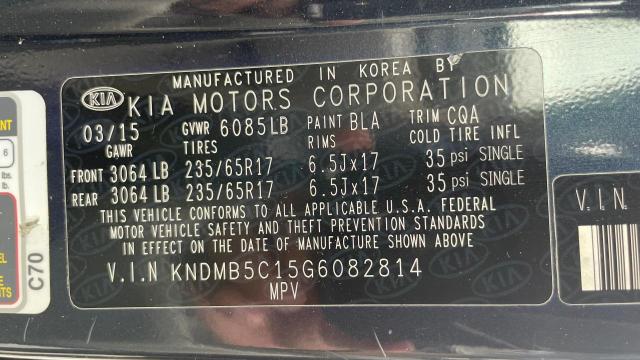 MANUFACTURED IN KOREA BY
KIA KIA MOTORS CORPORATION
03/15 GVWR 6085LB PAINT BLA TRIM CQA
GAWR TIRES RIMS COLD TIRE INFL
FRONT 3064 LB 235/65R17 6.5Jx17 35 psi SINGLE
REAR 3064 LB 235/65R17 6.5Jx17 35 psi SINGLE
THIS VEHICLE CONFORMS TO ALL APPLICABLE U.S.A. FEDERAL
MOTOR VEHICLE SAFETY AND THEFT PREVENTION STANDARDS
IN EFFECT ON THE DATE OF MANUFACTURE SHOWN ABOVE
V.I.N KNDMB5C15G6082814
MPV
C70
V.I.N.